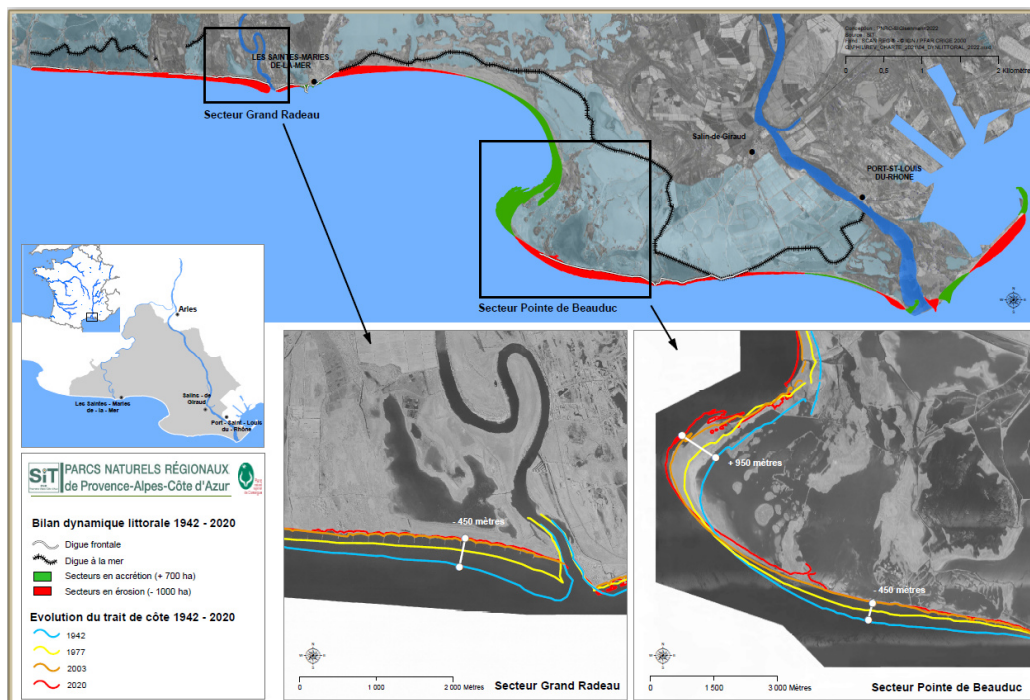 LES SAINTES-MARIES
DE-LA-MER
0 0.5 1 2 Kilomètres
Secteur Grand Radeau
Salin-de-Giraud
PORT-ST-LOUIS
DU-RHONE
Secteur Pointe de Beauduc
Arles
Les Saintes - Maries
de - la - Mer
Salins - de
Giraud
Port - Saint - Louis
du - Rhône
SiT
PARCS NATURELS RÉGIONAUX
de Provence-Alpes-Côte d'Azur
Bilan dynamique littorale 1942 - 2020
Digue frontale
Digue à la mer
Secteurs en accrétion (+ 700 ha)
Secteurs en érosion (- 1000 ha)
Evolution du trait de côte 1942 - 2020
1942
1977
2003
2020
- 450 mètres
0 1 000 2 000 Mètres
Secteur Grand Radeau
+ 950 mètres
- 450 mètres
0 1 500 3 000 Mètres
Secteur Pointe de Beauduc